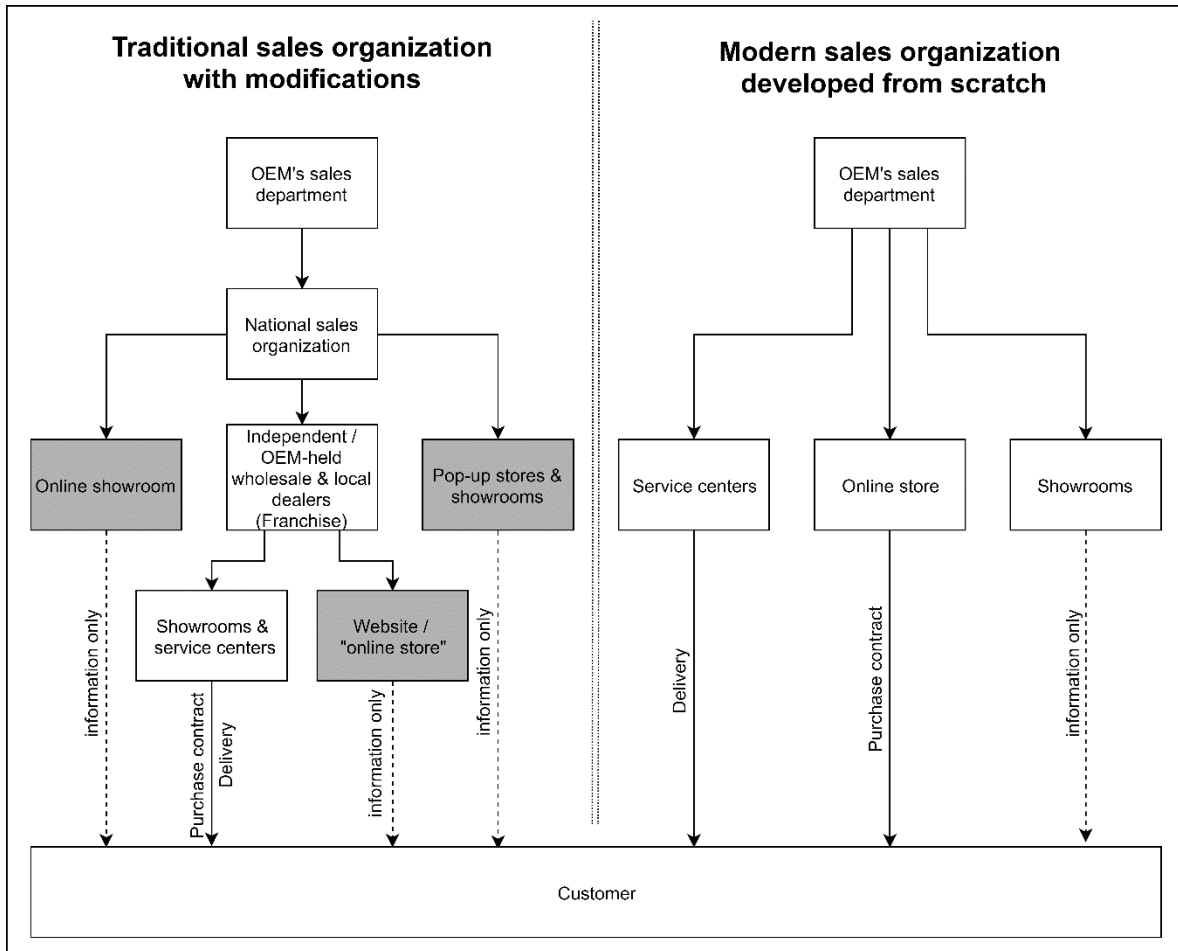 Traditional sales organization
with modifications
OEM's sales
department
National sales
organization
Online showroom
Independent /
OEM-held
wholesale & local
dealers
(Franchise)
Pop-up stores &
showrooms
Showrooms &
service centers
Website /
"online store"
information only
Purchase contract
Delivery
information only
information only
Modern sales organization
developed from scratch
OEM's sales
department
Service centers
Online store
Showrooms
Delivery
Purchase contract
information only
Customer